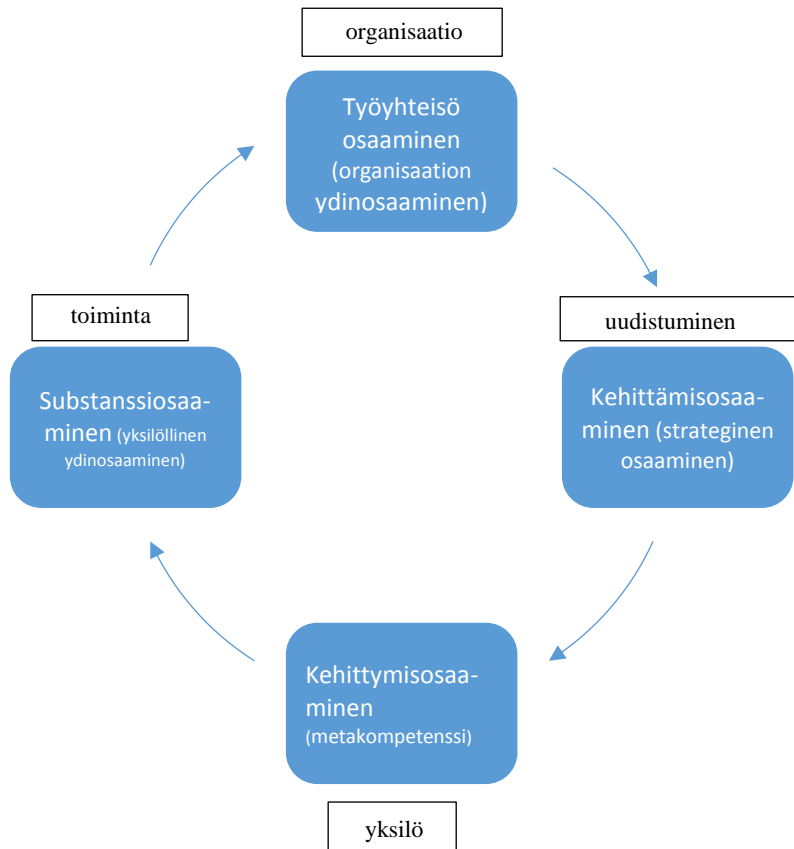 organisaatio
Työyhteisö
osaaminen
(organisaation
ydinosaaminen)
toiminta
uudistuminen
Substanssiosaa-
minen (yksilöllinen
ydinosaaminen)
Kehittämisosaa-
minen (strateginen
osaaminen)
Kehittymisosaa-
minen
(metakompetenssi)
yksilö